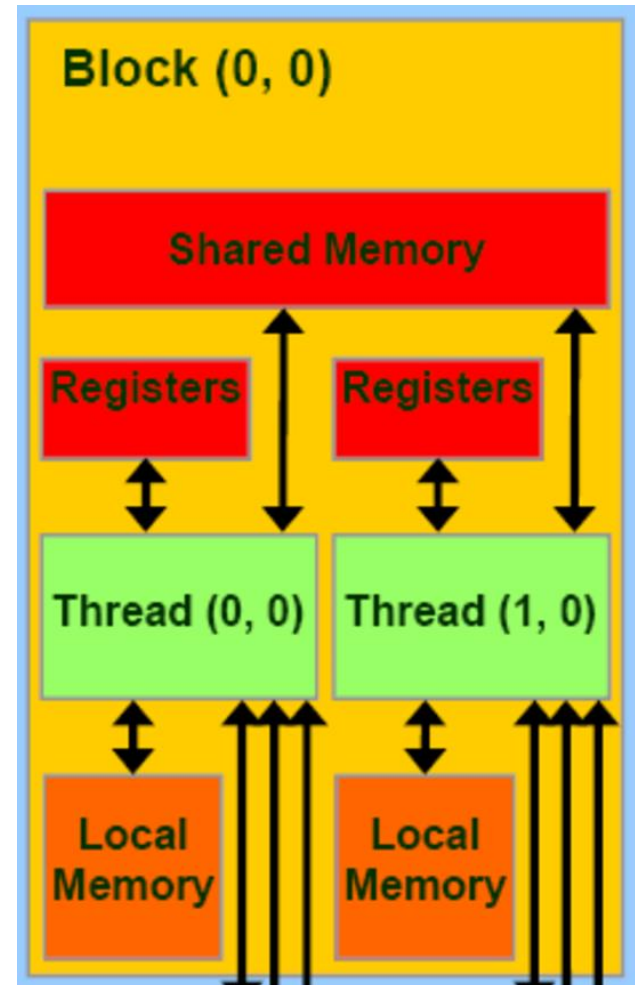 Block (0, 0)
Shared Memory
Registers
Registers
Thread (0, 0)
Thread (1, 0)
Local
Memory
Local
Memory